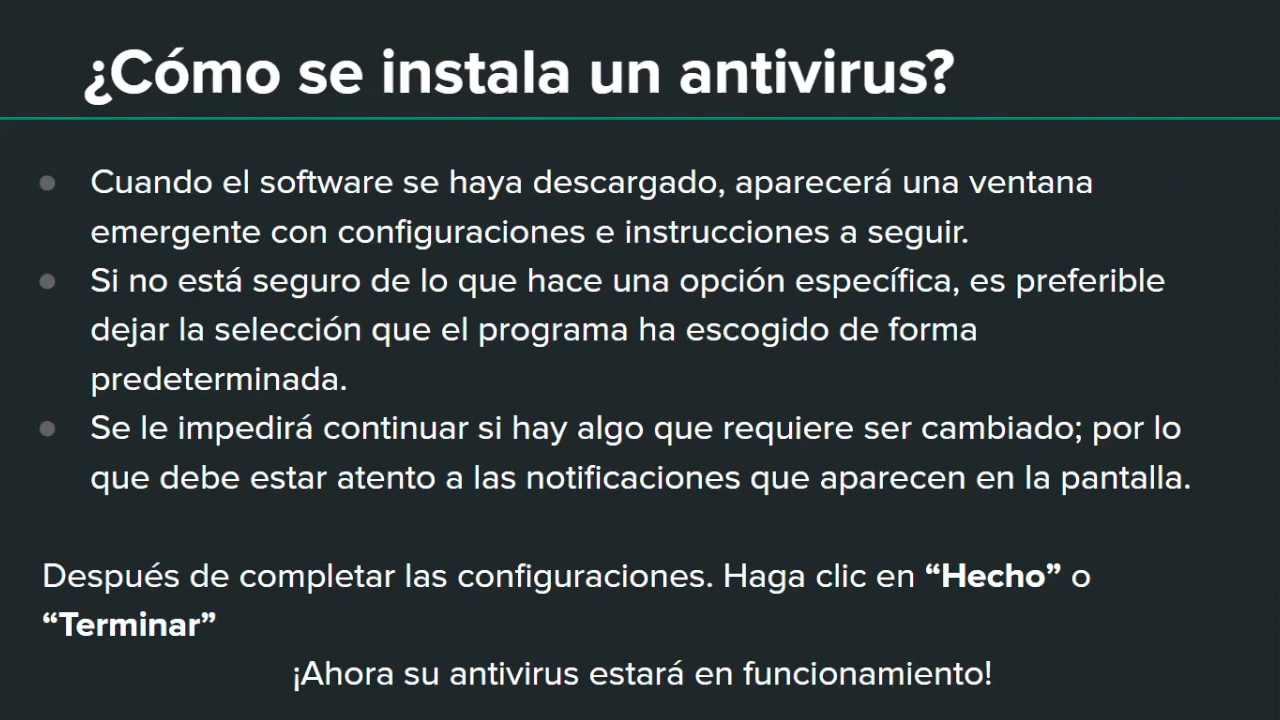 ¿Cómo se instala un antivirus?
● Cuando el software se haya descargado, aparecerá una ventana
emergente con configuraciones e instrucciones a seguir.
● Si no está seguro de lo que hace una opción específica, es preferible
dejar la selección que el programa ha escogido de forma
predeterminada.
● Se le impedirá continuar si hay algo que requiere ser cambiado; por lo
que debe estar atento a las notificaciones que aparecen en la pantalla.
Después de completar las configuraciones. Haga clic en “Hecho” o
“Terminar”
¡Ahora su antivirus estará en funcionamiento!